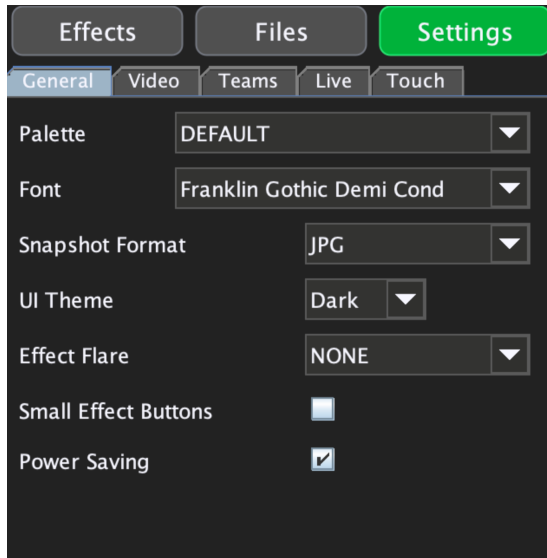 Effects Files Settings
General Video Teams Live Touch
Palette DEFAULT
Font Franklin Gothic Demi Cond
Snapshot Format JPG
UI Theme Dark
Effect Flare NONE
Small Effect Buttons
Power Saving